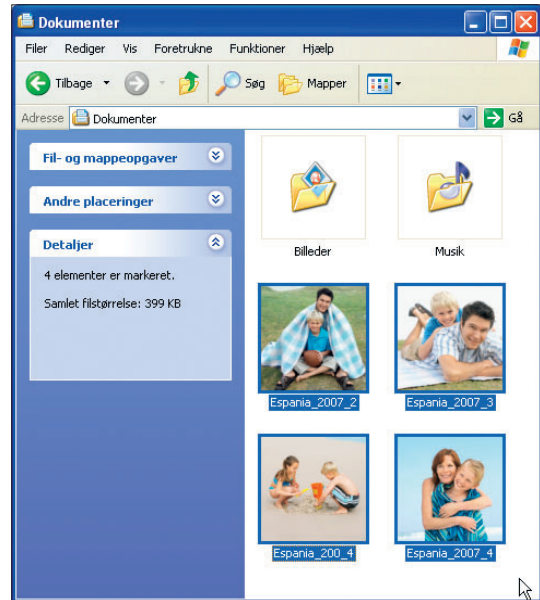 Dokumenter
Filer Rediger Vis Foretrukne Funktioner Hjælp
Tilbage Søg Mapper
Adresse Dokumenter Gå
Fil- og mappeopgaver
Andre placeringer
Detaljer
4 elementer er markeret.
Samlet filstørrelse: 399 KB
Billeder Musik
Espania_2007_2 Espania_2007_3
Espania_200_4 Espania_2007_4